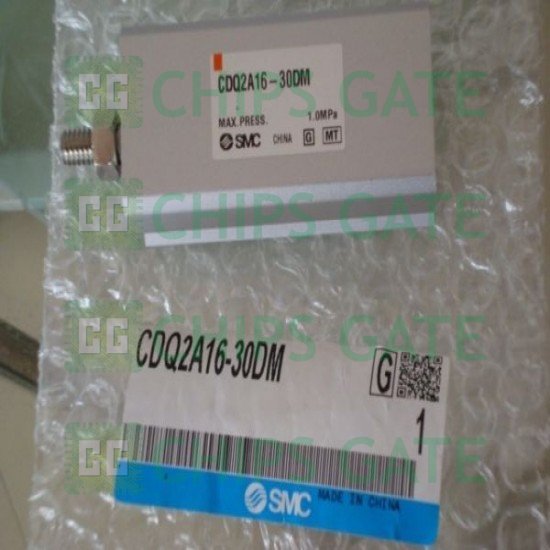 CDQ2A16-30DM
MAX.PRESS. 1.0MPa
SMC CHINA G MT
CHIPS GATE
CHIPS GATE
CHIPS GATE
CDQ2A16-30DM
G
1
CHIPS GATE
SMC MADE IN CHINA